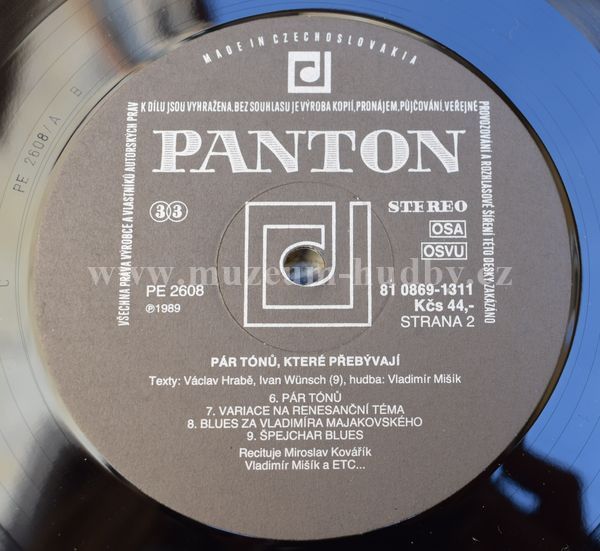 MADE IN CZECHOSLOVAKIA
VŠECHNA PRÁVA VÝROBCE A VLASTNÍKŮ AUTORSKÝCH PRÁV
K DÍLU JSOU VYHRAŽENA. BEZ SOUHLASU JE VÝROBA KOPIÍ, PRONÁJEM, PŮJČOVÁNÍ, VEŘEJNÉ
PROVOZOVÁNÍ A ROZHLASOVÉ ŠÍŘENÍ TÉTO DESKY ZAKÁZÁNO
PANTON
33
STEREO
OSA
OSVU
www.muzeum-hudby.cz
PE 2608
℗1989
81 0869-1311
Kčs 44,-
STRANA 2
PÁR TÓNŮ, KTERÉ PŘEBÝVAJÍ
Texty: Václav Hrabě, Ivan Wünsch (9), hudba: Vladimír Mišík
6. PÁR TÓNŮ
7. VARIACE NA RENESANČNÍ TÉMA
8. BLUES ZA VLADIMÍRA MAJAKOVSKÉHO
9. ŠPEJCHAR BLUES
Recituje Miroslav Kovářík
Vladimír Mišík a ETC...
PE 2608/A B